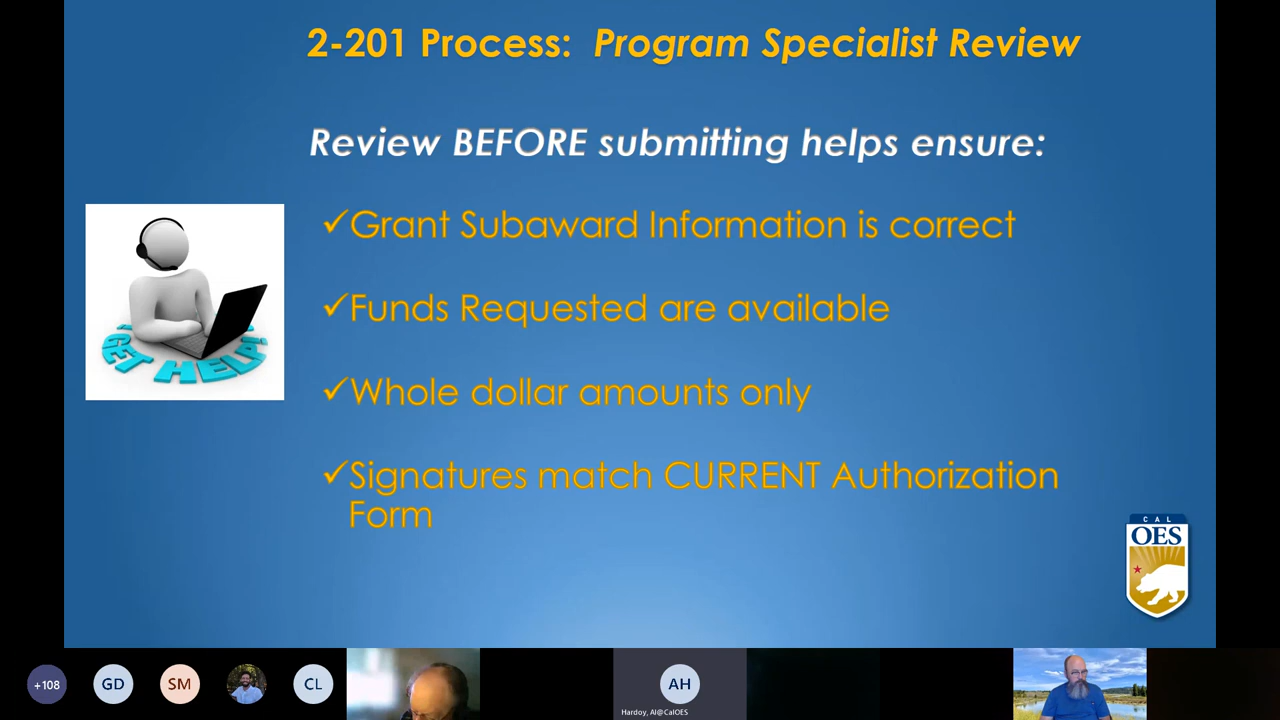 2-201 Process: Program Specialist Review
Review BEFORE submitting helps ensure:
✓Grant Subaward Information is correct
✓Funds Requested are available
✓Whole dollar amounts only
✓Signatures match CURRENT Authorization
Form
GET HELP!
CAL
OES
+108
GD
SM
CL
AH
Hardoy, Al@CalOES